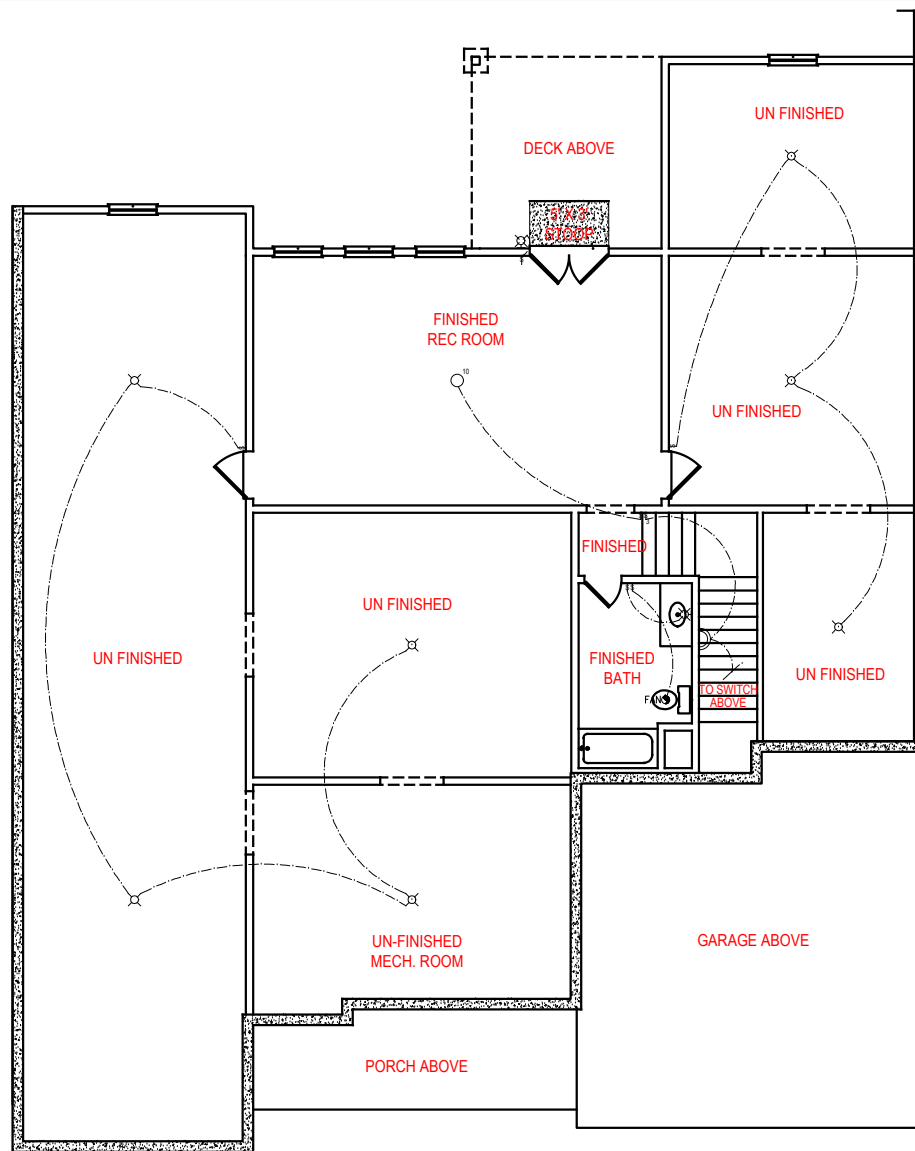 UN FINISHED
DECK ABOVE
5' X 3'
STOOP
FINISHED
REC ROOM
10
UN FINISHED
FINISHED
UN FINISHED
UN FINISHED
FINISHED
BATH
UN FINISHED
FAN
TO SWITCH
ABOVE
UN-FINISHED
MECH. ROOM
GARAGE ABOVE
PORCH ABOVE